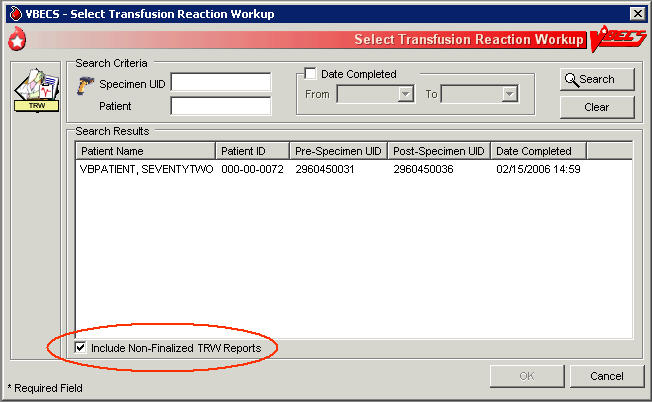 VBECS - Select Transfusion Reaction Workup
Select Transfusion Reaction Workup VBECS
TRW
Search Criteria
Specimen UID
Patient
Date Completed
From To
Search
Clear
Search Results
Patient Name Patient ID Pre-Specimen UID Post-Specimen UID Date Completed
VBPATIENT, SEVENTYTWO 000-00-0072 2960450031 2960450036 02/15/2006 14:59
Include Non-Finalized TRW Reports
OK Cancel
* Required Field